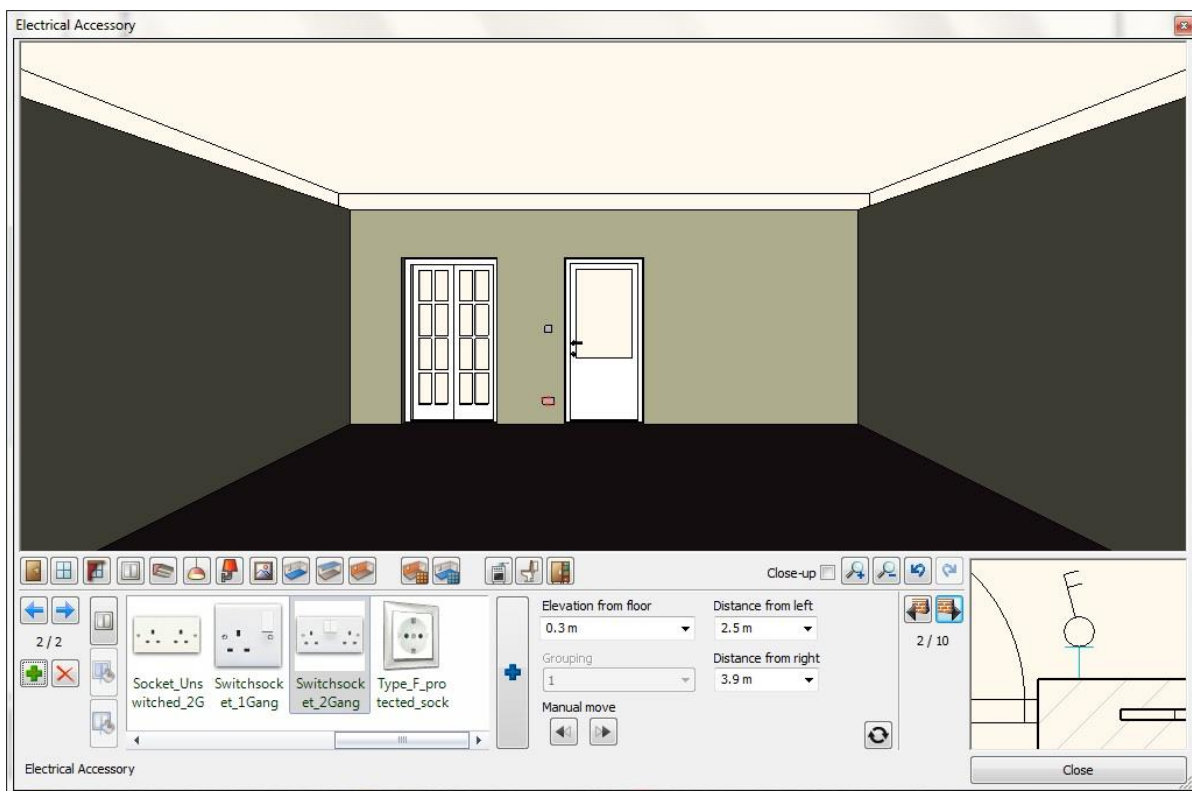 Electrical Accessory
Close-up
2 / 2
Socket_Uns
witched_2G
Switchsock
et_1Gang
Switchsock
et_2Gang
Type_F_pro
tected_sock
Elevation from floor
0.3 m
Grouping
1
Manual move
Distance from left
2.5 m
Distance from right
3.9 m
2 / 10
Electrical Accessory
Close